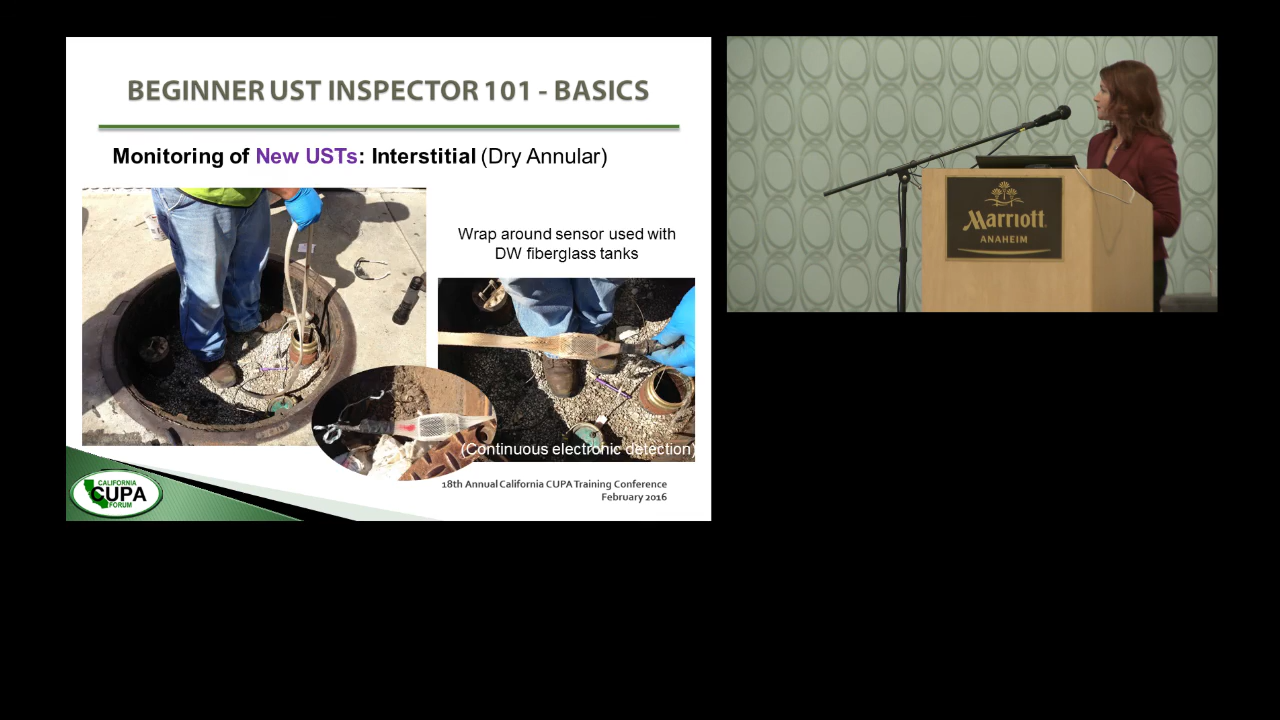 BEGINNER UST INSPECTOR 101 - BASICS
Monitoring of New USTs: Interstitial (Dry Annular)
Wrap around sensor used with
DW fiberglass tanks
(Continuous electronic detection)
18th Annual California CUPA Training Conference
February 2016
CALIFORNIA
CUPA
FORUM
Marriott
ANAHEIM